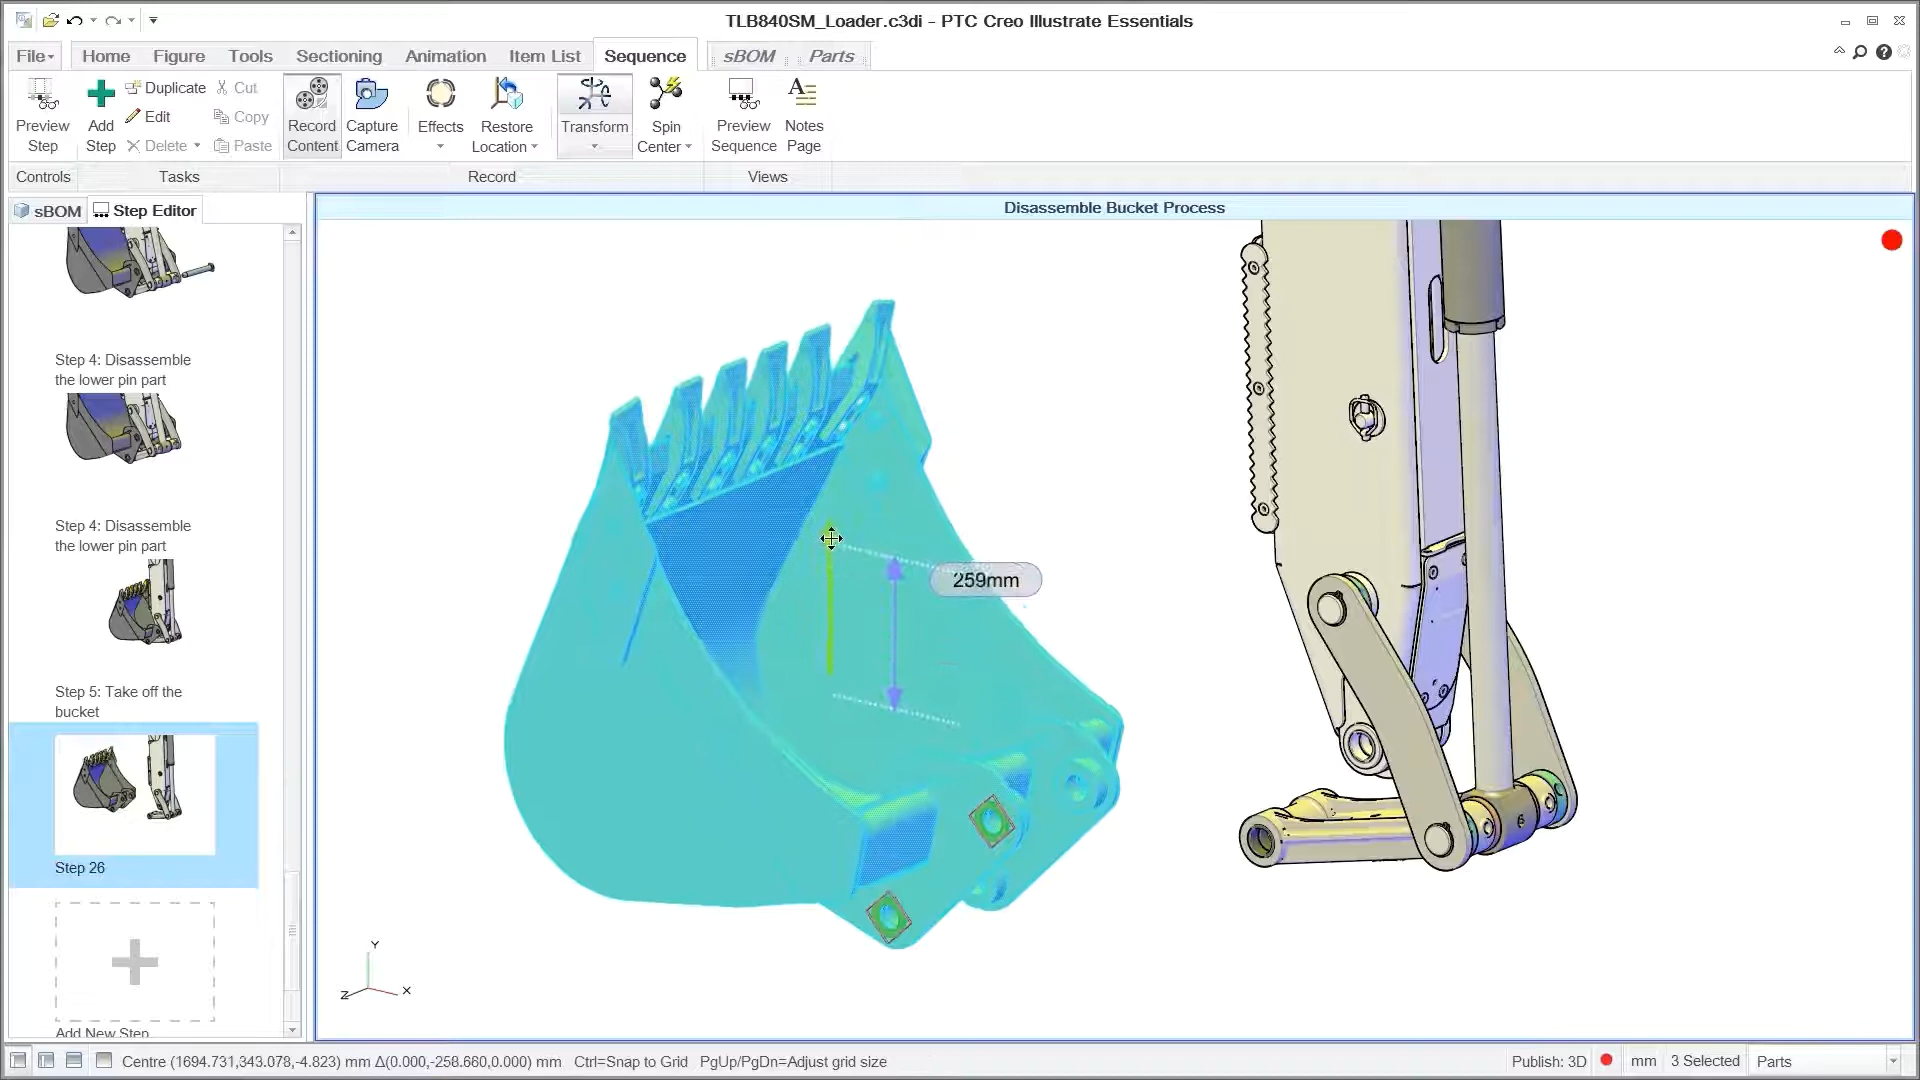 TLB840SM_Loader.c3di - PTC Creo Illustrate Essentials
File Home Figure Tools Sectioning Animation Item List Sequence sBOM Parts
Preview Step
Add Step
Duplicate
Edit
Delete
Cut
Copy
Paste
Record Content
Capture Camera
Effects
Restore Location
Transform
Spin Center
Preview Sequence
Notes Page
Controls Tasks Record Views
sBOM Step Editor
Disassemble Bucket Process
Step 4: Disassemble
the lower pin part
Step 4: Disassemble
the lower pin part
Step 5: Take off the
bucket
Step 26
Add New Step
259mm
Y
Z X
Centre (1694.731,343.078,-4.823) mm Δ(0.000,-258.660,0.000) mm Ctrl=Snap to Grid PgUp/PgDn=Adjust grid size Publish: 3D mm 3 Selected Parts